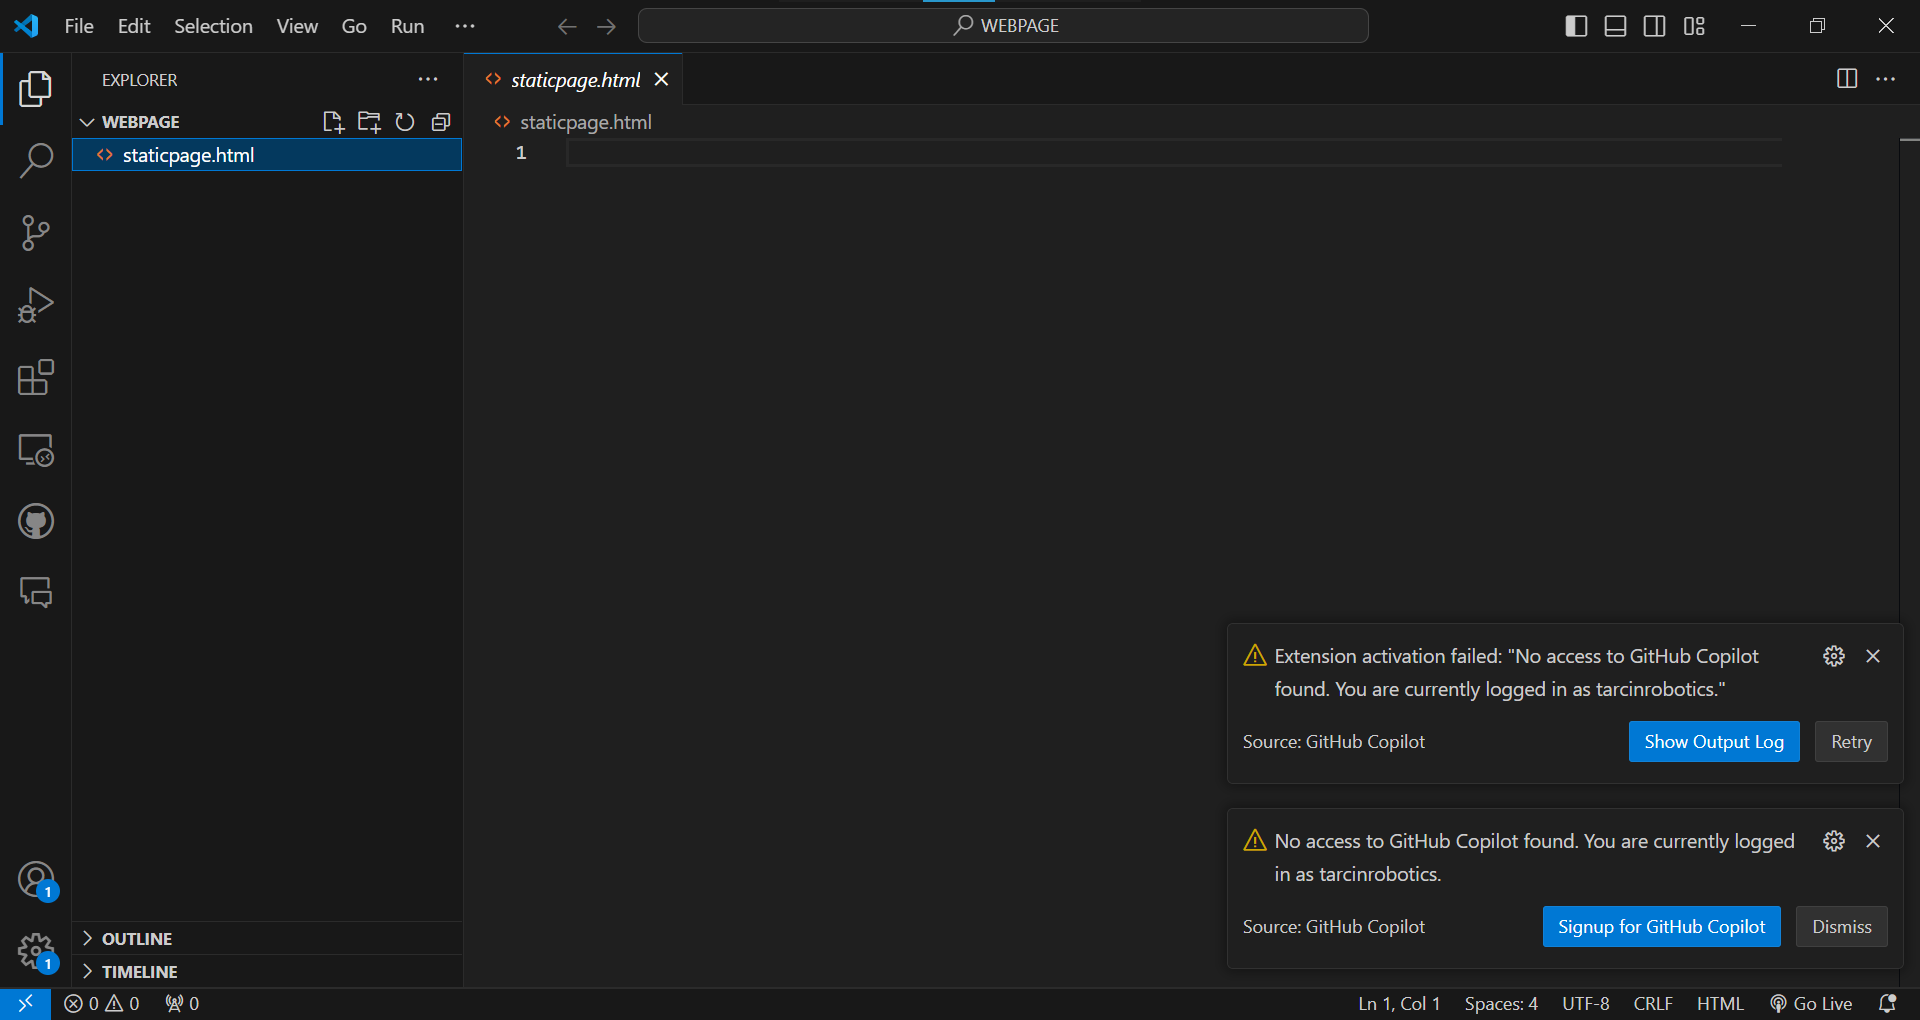 File Edit Selection View Go Run ···
WEBPAGE
EXPLORER
WEBPAGE
staticpage.html
staticpage.html
staticpage.html
1
Extension activation failed: "No access to GitHub Copilot
found. You are currently logged in as tarcinrobotics."
Source: GitHub Copilot
Show Output Log
Retry
No access to GitHub Copilot found. You are currently logged
in as tarcinrobotics.
Source: GitHub Copilot
Signup for GitHub Copilot
Dismiss
1
1
OUTLINE
TIMELINE
0 0 0
Ln 1, Col 1 Spaces: 4 UTF-8 CRLF HTML Go Live